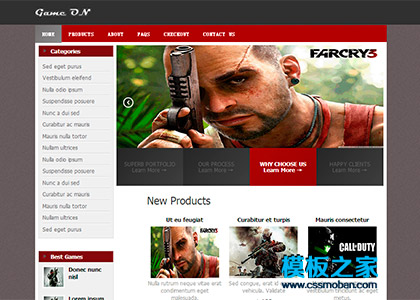 Game ON
HOME PRODUCTS ABOUT FAQS CHECKOUT CONTACT US
Categories
Sed eget purus
Vestibulum eleifend
Nulla odio ipsum
Suspendisse posuere
Nunc a dui sed
Curabitur ac mauris
Mauris nulla tortor
Nullam ultrices
Nulla odio ipsum
Suspendisse posuere
Nunc a dui sed
Curabitur ac mauris
Mauris nulla tortor
Nullam ultrices
Sed eget purus
FARCRY3
SUPERB PORTFOLIO
Learn More →
OUR PROCESS
Learn More →
WHY CHOOSE US
Learn More →
HAPPY CLIENTS
Learn More →
New Products
Ut eu feugiat
Curabitur et turpis
Mauris consectetur
CALL OF DUTY
Nulla rutrum neque vitae erat condimentum eget malesuada.
Sed congue, erat id vehicula. Validate
Best Games
Donec nunc nisl
Lorem ipsum
模板之家
www.cssmoban.com